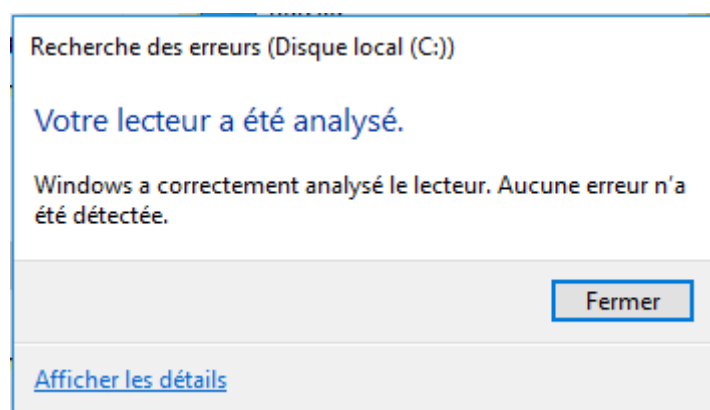 Recherche des erreurs (Disque local (C:))
Votre lecteur a été analysé.
Windows a correctement analysé le lecteur. Aucune erreur n’a
été détectée.
Fermer
Afficher les détails